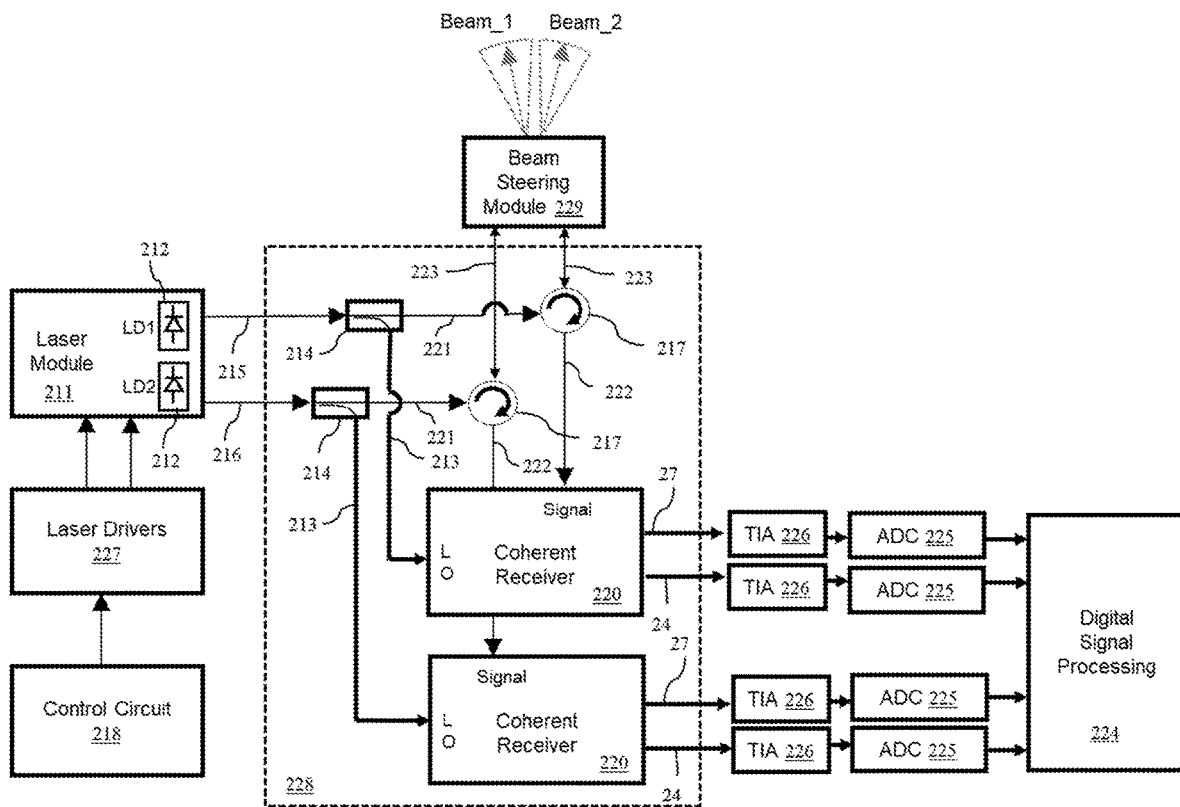 Beam_1
Beam_2
Beam
Steering
Module 229
212
223
223
LD1
Laser
Module
211
LD2
214
221
217
215
222
212
216
221
217
214
213
222
213
27
Signal
Laser Drivers
227
L
O
Coherent
Receiver
220
TIA 226
ADC 225
TIA 226
ADC 225
24
27
Digital
Signal
Processing
224
Control Circuit
218
Signal
L
O
Coherent
Receiver
220
TIA 226
ADC 225
TIA 226
ADC 225
24
228